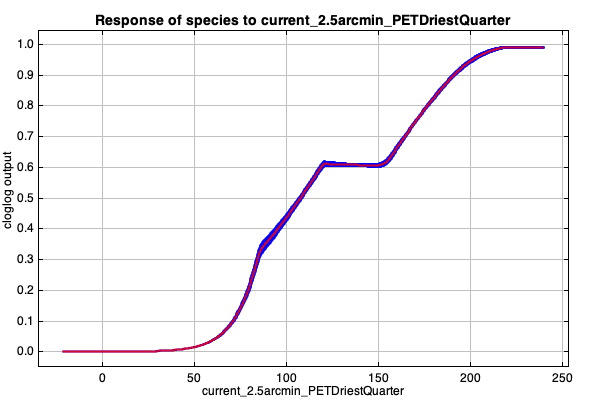 Response of species to current_2.5arcmin_PETDriestQuarter
1.0
0.9
0.8
0.7
0.6
0.5
0.4
0.3
0.2
0.1
0.0
cloglog output
0 50 100 150 200 250
current_2.5arcmin_PETDriestQuarter